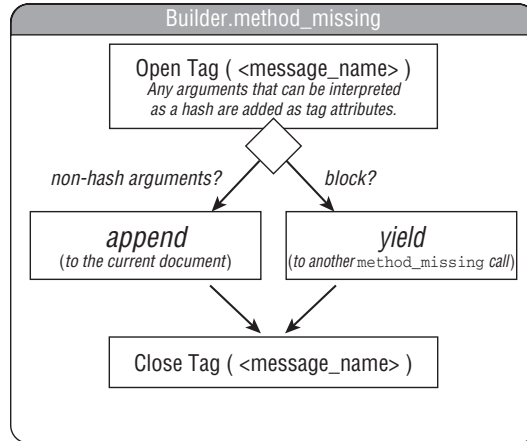 Builder.method_missing
Open Tag ( <message_name> )
Any arguments that can be interpreted
as a hash are added as tag attributes.
non-hash arguments?
block?
append
(to the current document)
yield
(to another method_missing call)
Close Tag ( <message_name> )